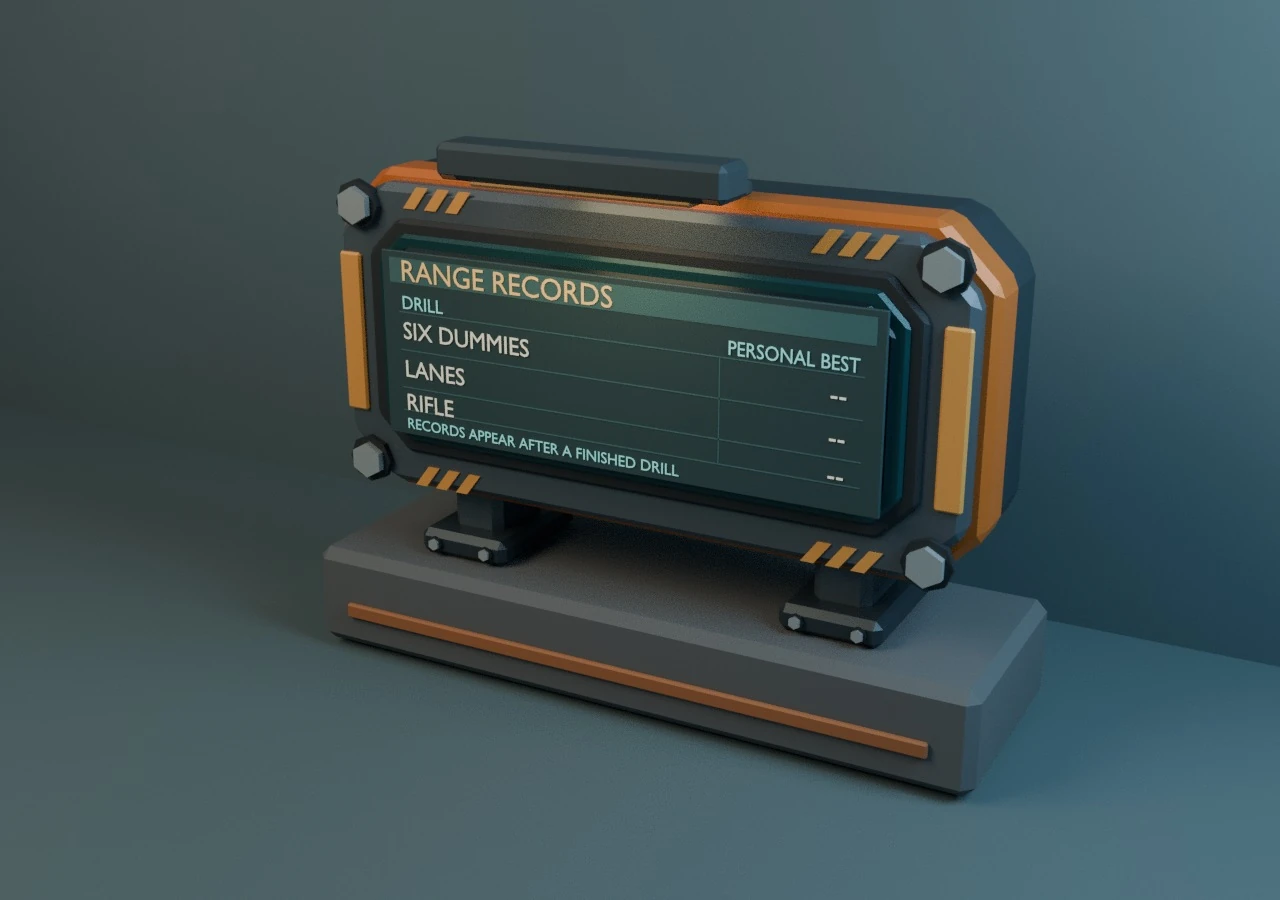 RANGE RECORDS
DRILL PERSONAL BEST
SIX DUMMIES --
LANES --
RIFLE --
RECORDS APPEAR AFTER A FINISHED DRILL